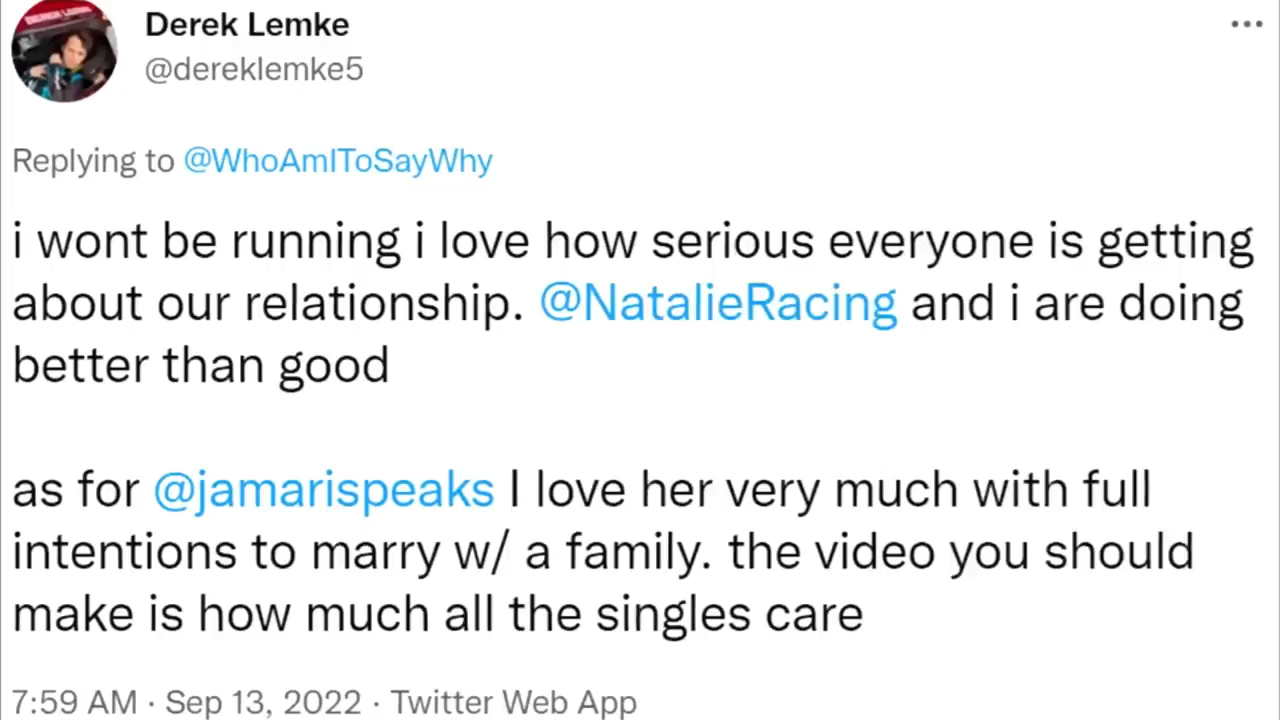 Derek Lemke
@dereklemke5
Replying to @WhoAmIToSayWhy
i wont be running i love how serious everyone is getting
about our relationship. @NatalieRacing and i are doing
better than good
as for @jamarispeaks I love her very much with full
intentions to marry w/ a family. the video you should
make is how much all the singles care
7:59 AM · Sep 13, 2022 · Twitter Web App